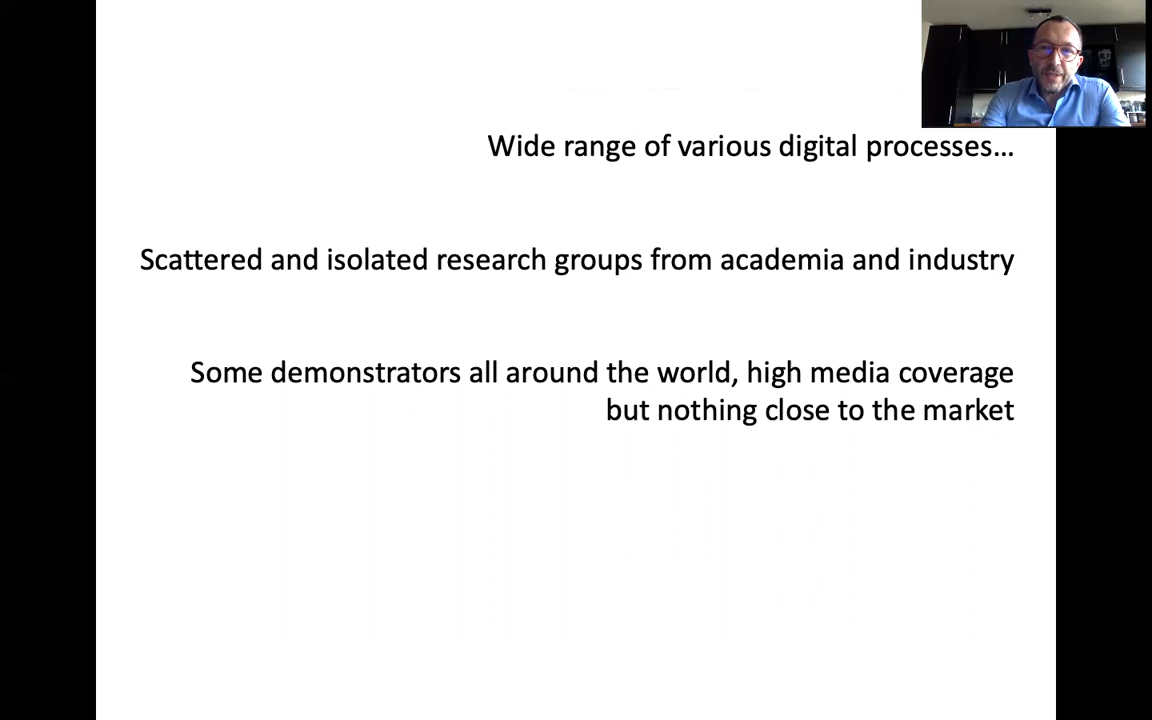 Wide range of various digital processes…
Scattered and isolated research groups from academia and industry
Some demonstrators all around the world, high media coverage
but nothing close to the market